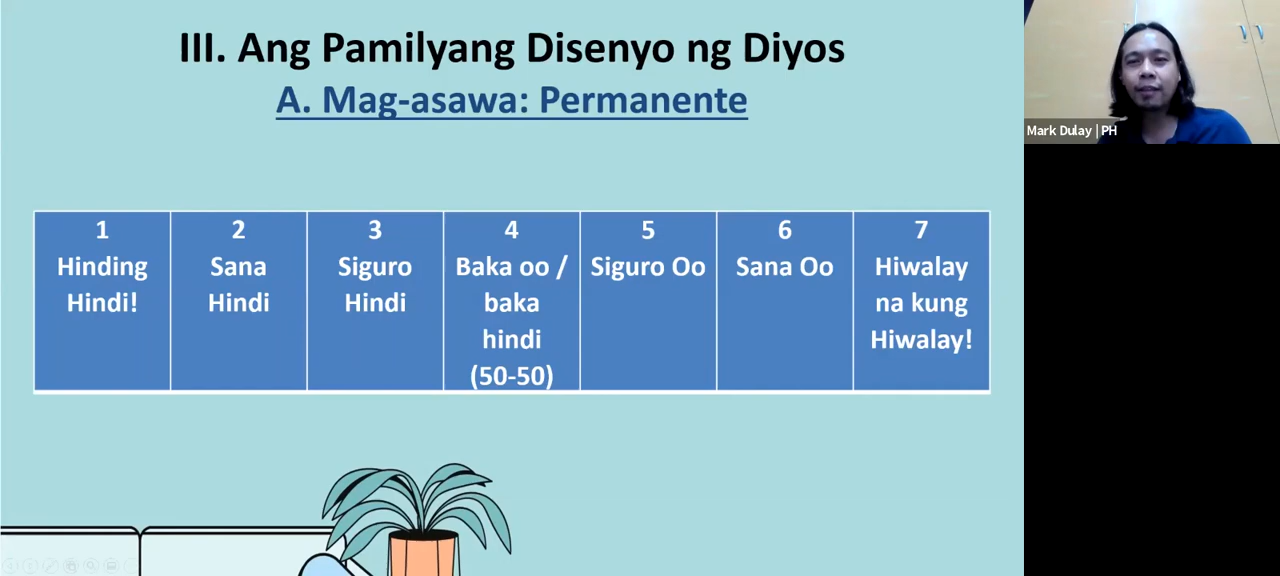 III. Ang Pamilyang Disenyo ng Diyos
A. Mag-asawa: Permanente
1
Hinding
Hindi!
2
Sana
Hindi
3
Siguro
Hindi
4
Baka oo /
baka
hindi
(50-50)
5
Siguro Oo
6
Sana Oo
7
Hiwalay
na kung
Hiwalay!
Mark Dulay | PH